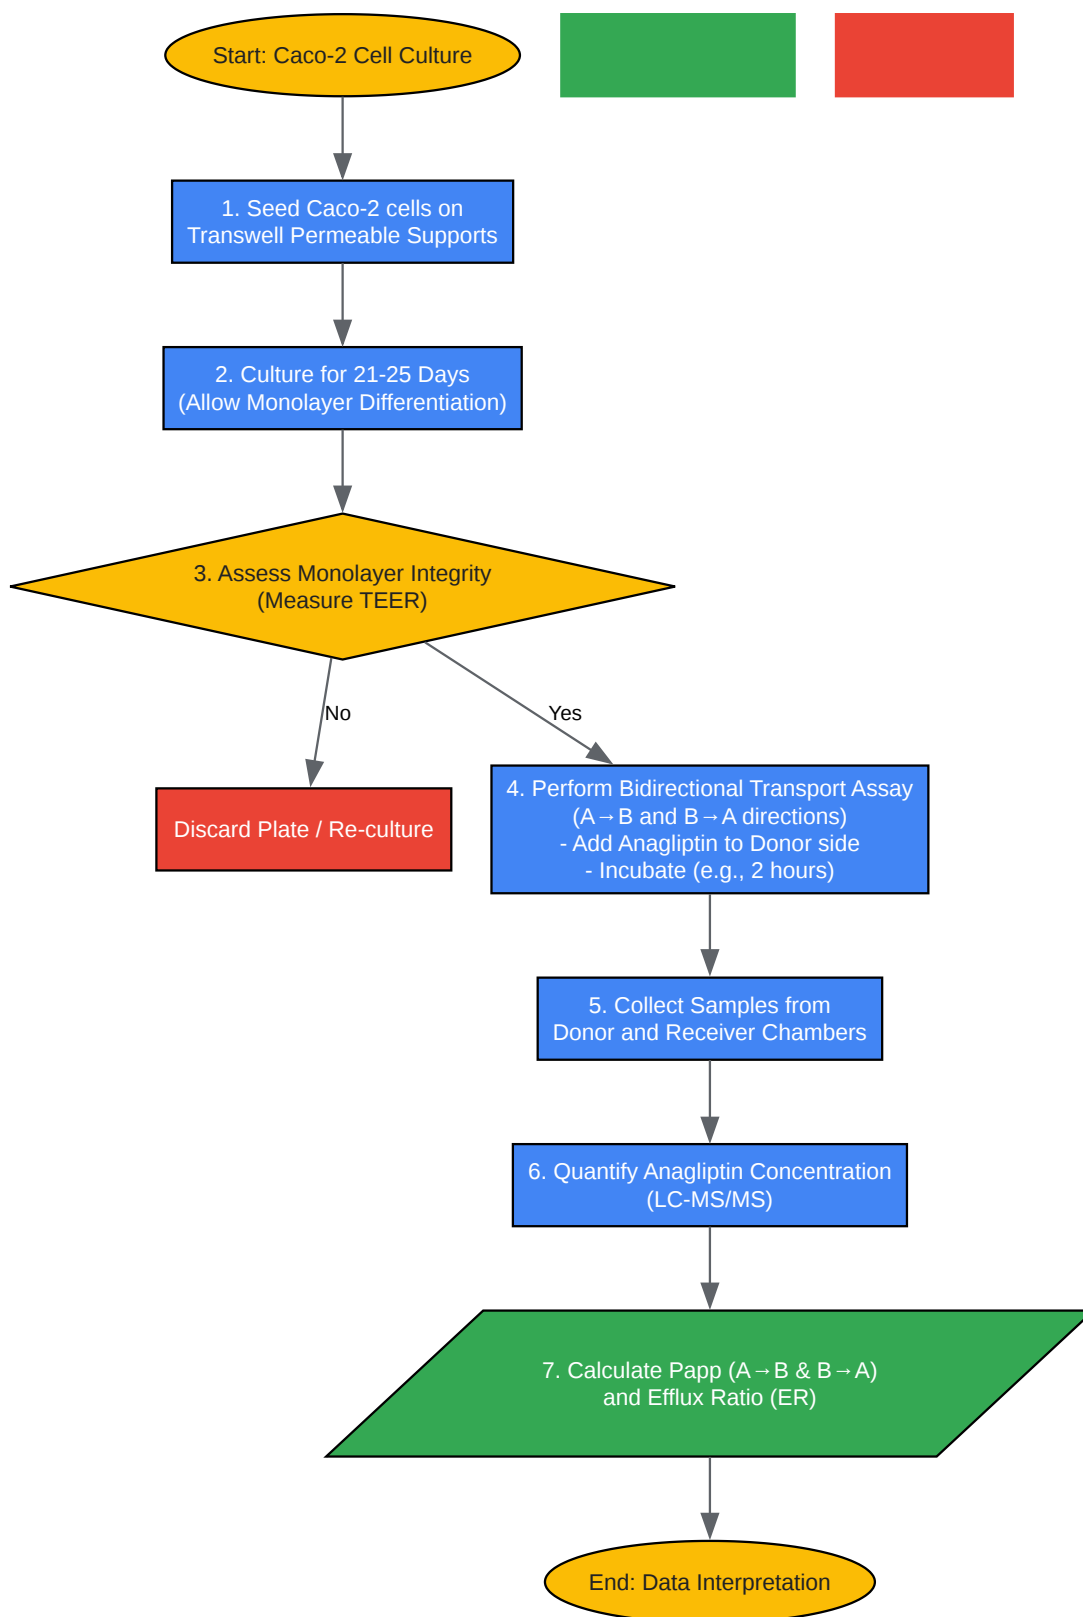 Start: Caco-2 Cell Culture
1. Seed Caco-2 cells on
Transwell Permeable Supports
2. Culture for 21-25 Days
(Allow Monolayer Differentiation)
3. Assess Monolayer Integrity
(Measure TEER)
No
Yes
Discard Plate / Re-culture
4. Perform Bidirectional Transport Assay
(A→B and B→A directions)
- Add Anagliptin to Donor side
- Incubate (e.g., 2 hours)
5. Collect Samples from
Donor and Receiver Chambers
6. Quantify Anagliptin Concentration
(LC-MS/MS)
7. Calculate Papp (A→B & B→A)
and Efflux Ratio (ER)
End: Data Interpretation